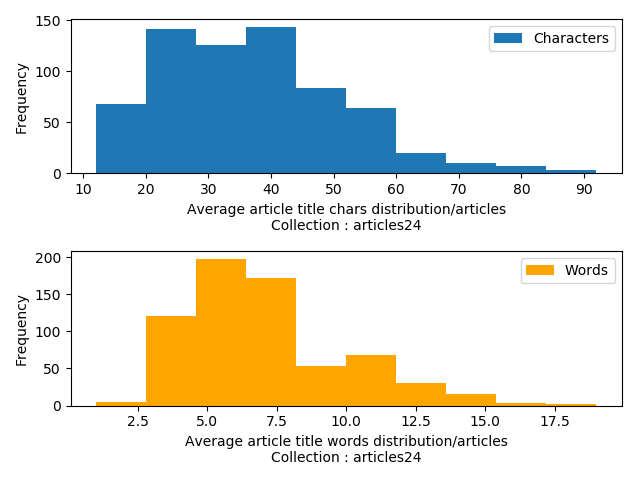 150
100
50
0
Frequency
Characters
10 20 30 40 50 60 70 80 90
Average article title chars distribution/articles
Collection : articles24
200
150
100
50
0
Frequency
Words
2.5 5.0 7.5 10.0 12.5 15.0 17.5
Average article title words distribution/articles
Collection : articles24